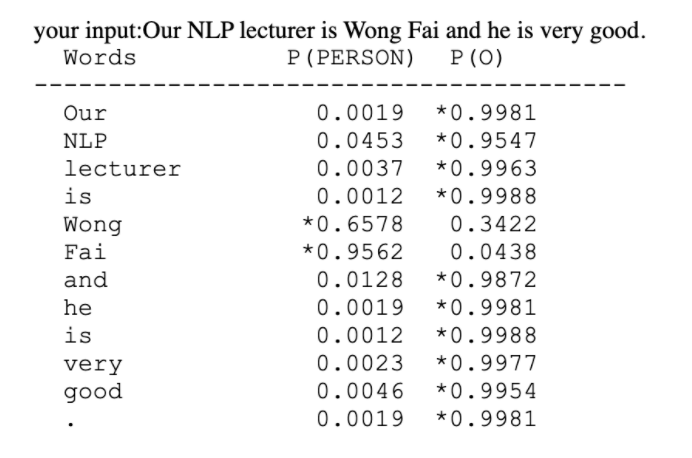 your input:Our NLP lecturer is Wong Fai and he is very good.
Words P(PERSON) P(O)
-----------------------------------------
Our 0.0019 *0.9981
NLP 0.0453 *0.9547
lecturer 0.0037 *0.9963
is 0.0012 *0.9988
Wong *0.6578 0.3422
Fai *0.9562 0.0438
and 0.0128 *0.9872
he 0.0019 *0.9981
is 0.0012 *0.9988
very 0.0023 *0.9977
good 0.0046 *0.9954
. 0.0019 *0.9981